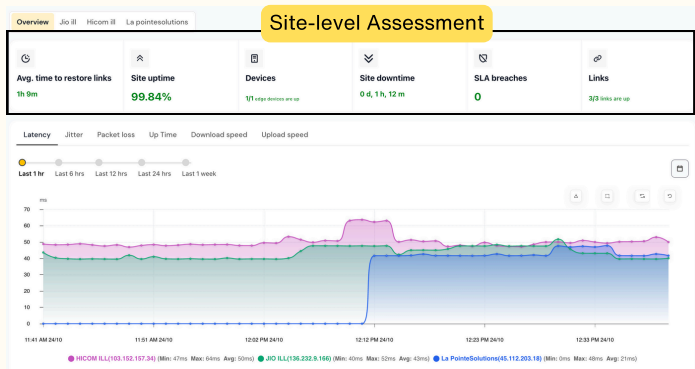 Site-level Assessment
Overview Jio ill Hicom ill La pointesolutions
Avg. time to restore links
1h 9m
Site uptime
99.84%
Devices
1/1 edge devices are up
Site downtime
0 d, 1 h, 12 m
SLA breaches
0
Links
3/3 links are up
Latency Jitter Packet loss Up Time Download speed Upload speed
Last 1 hr Last 6 hrs Last 12 hrs Last 24 hrs Last 1 week
ms
70
60
50
40
30
20
10
0
11:41 AM 24/10 11:51 AM 24/10 12:02 PM 24/10 12:12 PM 24/10 12:23 PM 24/10 12:33 PM 24/10
HICOM ILL(103.152.157.34) (Min: 47ms Max: 64ms Avg: 50ms) JIO ILL(136.232.9.166) (Min: 40ms Max: 52ms Avg: 43ms) La PointeSolutions(45.112.203.18) (Min: 0ms Max: 48ms Avg: 21ms)